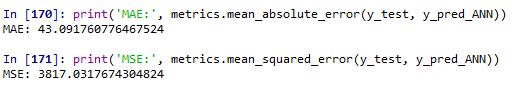 In [170]: print('MAE:', metrics.mean_absolute_error(y_test, y_pred_ANN))
MAE: 43.091760776467524
In [171]: print('MSE:', metrics.mean_squared_error(y_test, y_pred_ANN))
MSE: 3817.0317674304824